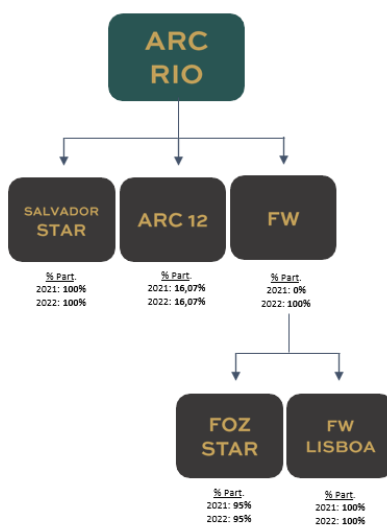 ARC
RIO
SALVADOR
STAR
ARC 12
FW
% Part.
2021: 100%
2022: 100%
% Part.
2021: 16,07%
2022: 16,07%
% Part.
2021: 0%
2022: 100%
FOZ
STAR
FW
LISBOA
% Part.
2021: 95%
2022: 95%
% Part.
2021: 100%
2022: 100%